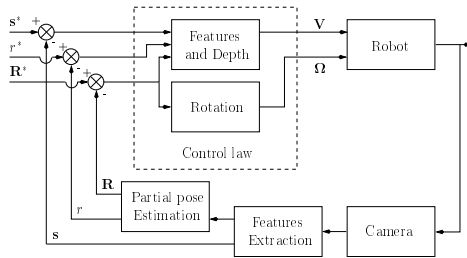 s* + Features V
and Depth Robot
-
r* +
-
R* + Ω
-
Rotation
Control law
R Partial pose
Estimation
r
Features
Extraction Camera
s